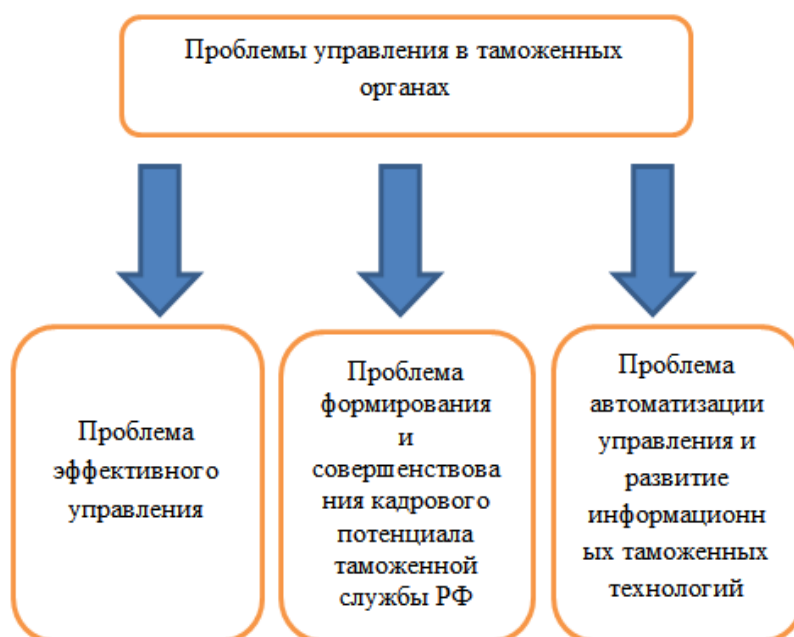 Проблемы управления в таможенных
органах
Проблема
эффективного
управления
Проблема
формирования
и
совершенствова
ния кадрового
потенциала
таможенной
службы РФ
Проблема
автоматизации
управления и
развитие
информационн
ых таможенных
технологий